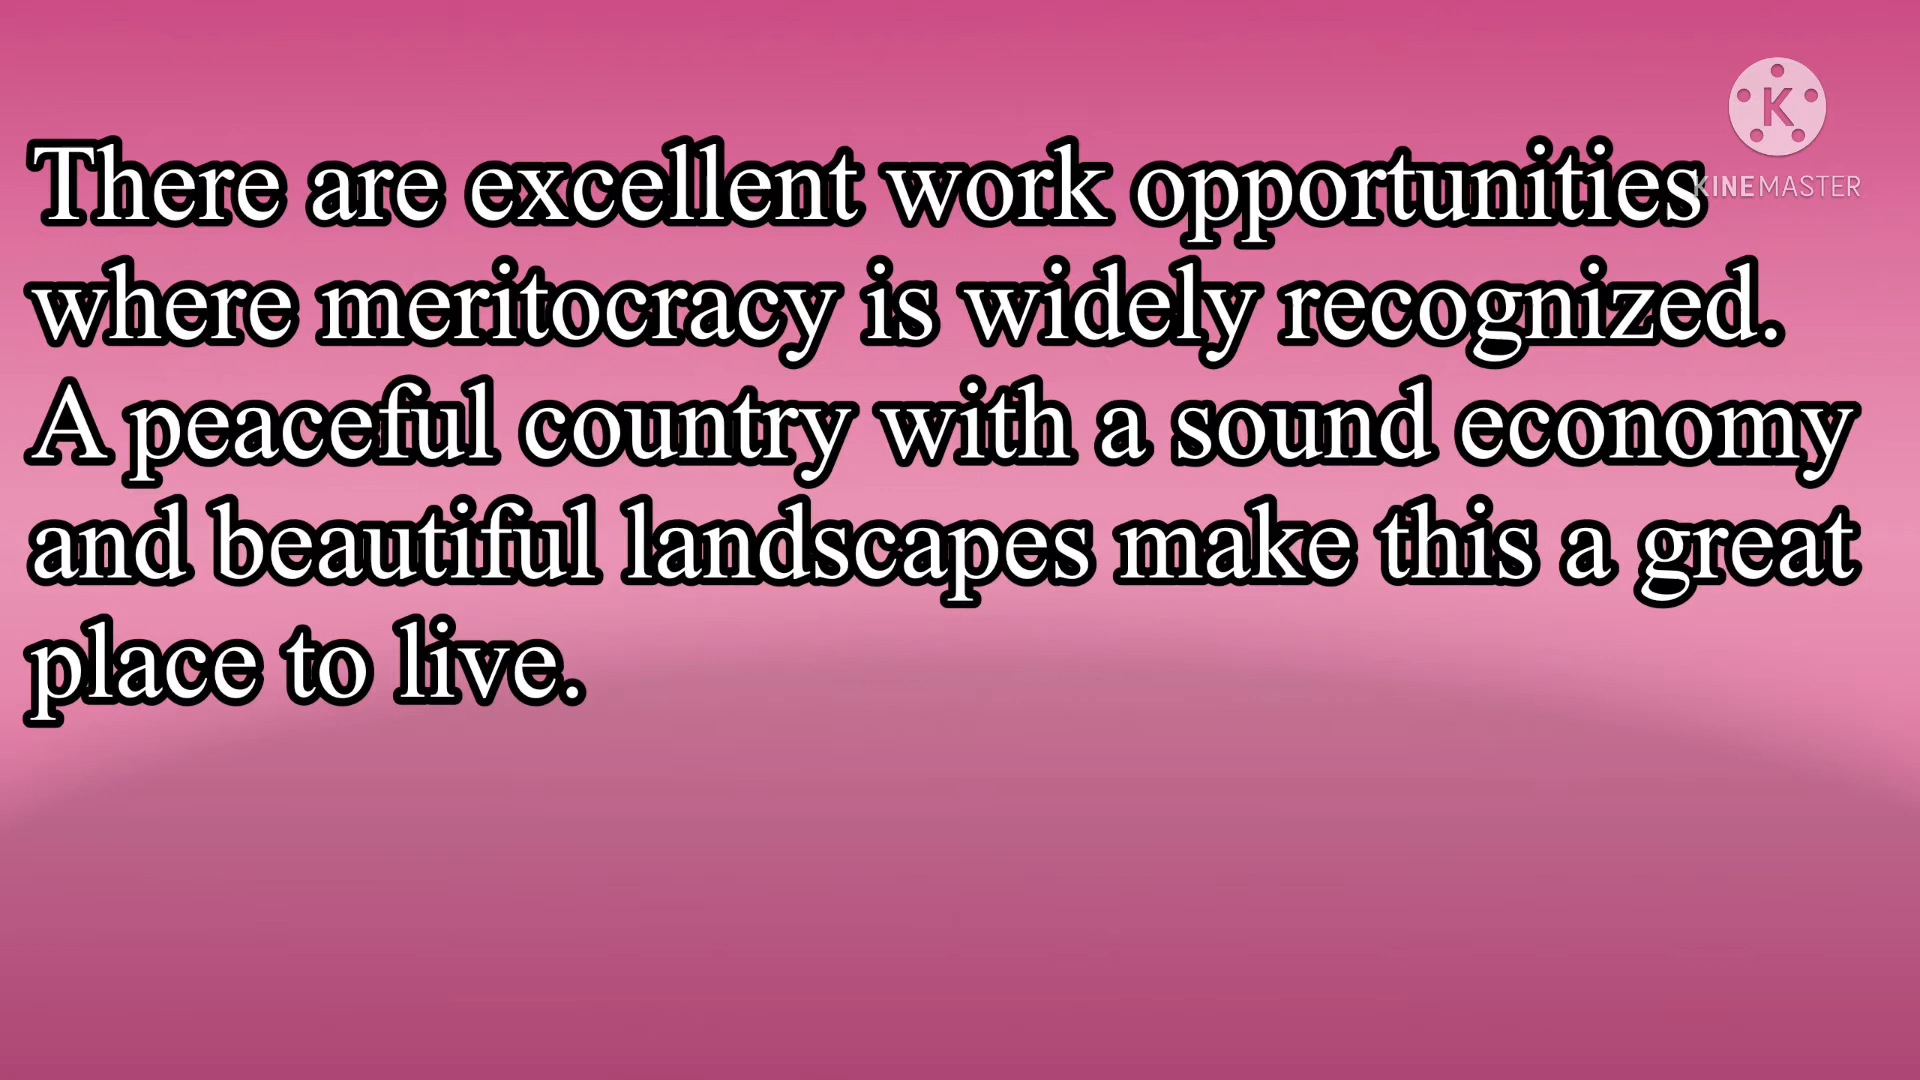 K
KINEMASTER
There are excellent work opportunities
where meritocracy is widely recognized.
A peaceful country with a sound economy
and beautiful landscapes make this a great
place to live.